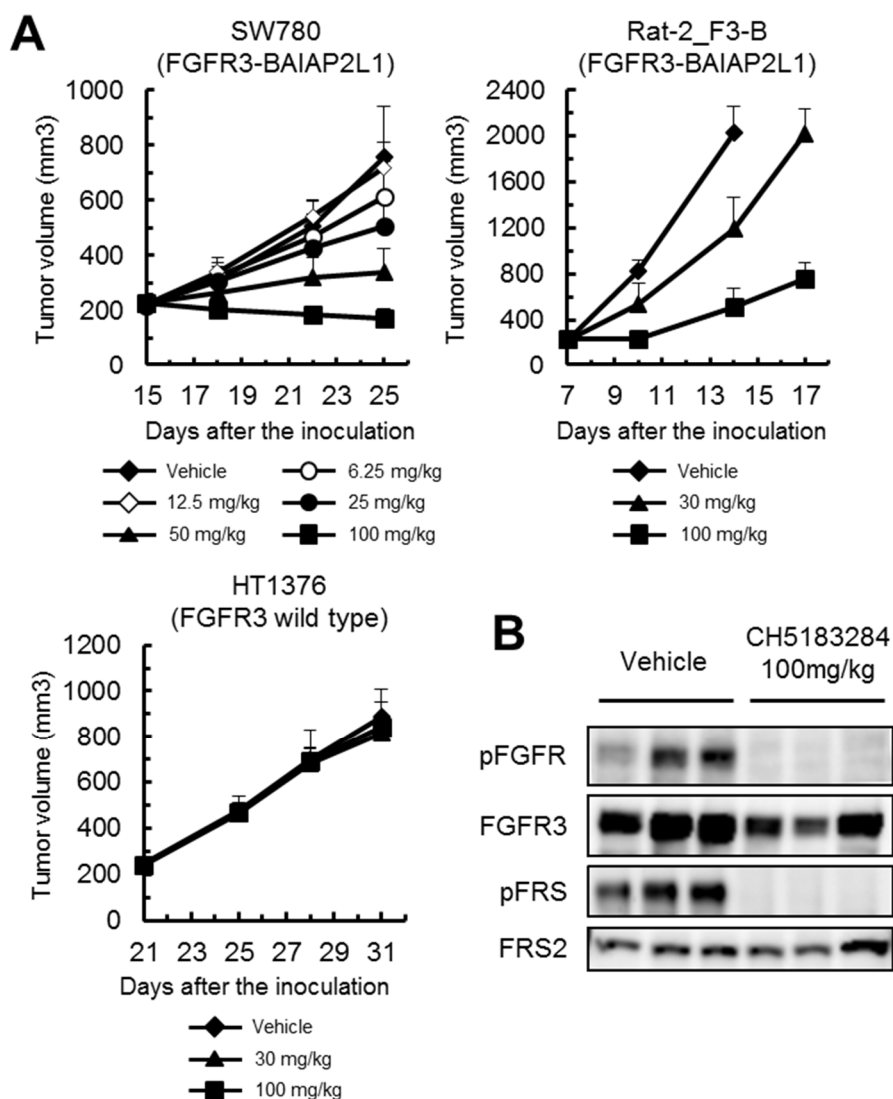 A
SW780
(FGFR3-BAIAP2L1)
Tumor volume (mm3)
1000
800
600
400
200
0
15 17 19 21 23 25
Days after the inoculation
Vehicle
6.25 mg/kg
12.5 mg/kg
25 mg/kg
50 mg/kg
100 mg/kg
Rat-2_F3-B
(FGFR3-BAIAP2L1)
Tumor volume (mm3)
2400
2000
1600
1200
800
400
0
7 9 11 13 15 17
Days after the inoculation
Vehicle
30 mg/kg
100 mg/kg
HT1376
(FGFR3 wild type)
Tumor volume (mm3)
1200
1000
800
600
400
200
0
21 23 25 27 29 31
Days after the inoculation
Vehicle
30 mg/kg
100 mg/kg
B
Vehicle
CH5183284
100mg/kg
pFGFR
FGFR3
pFRS
FRS2